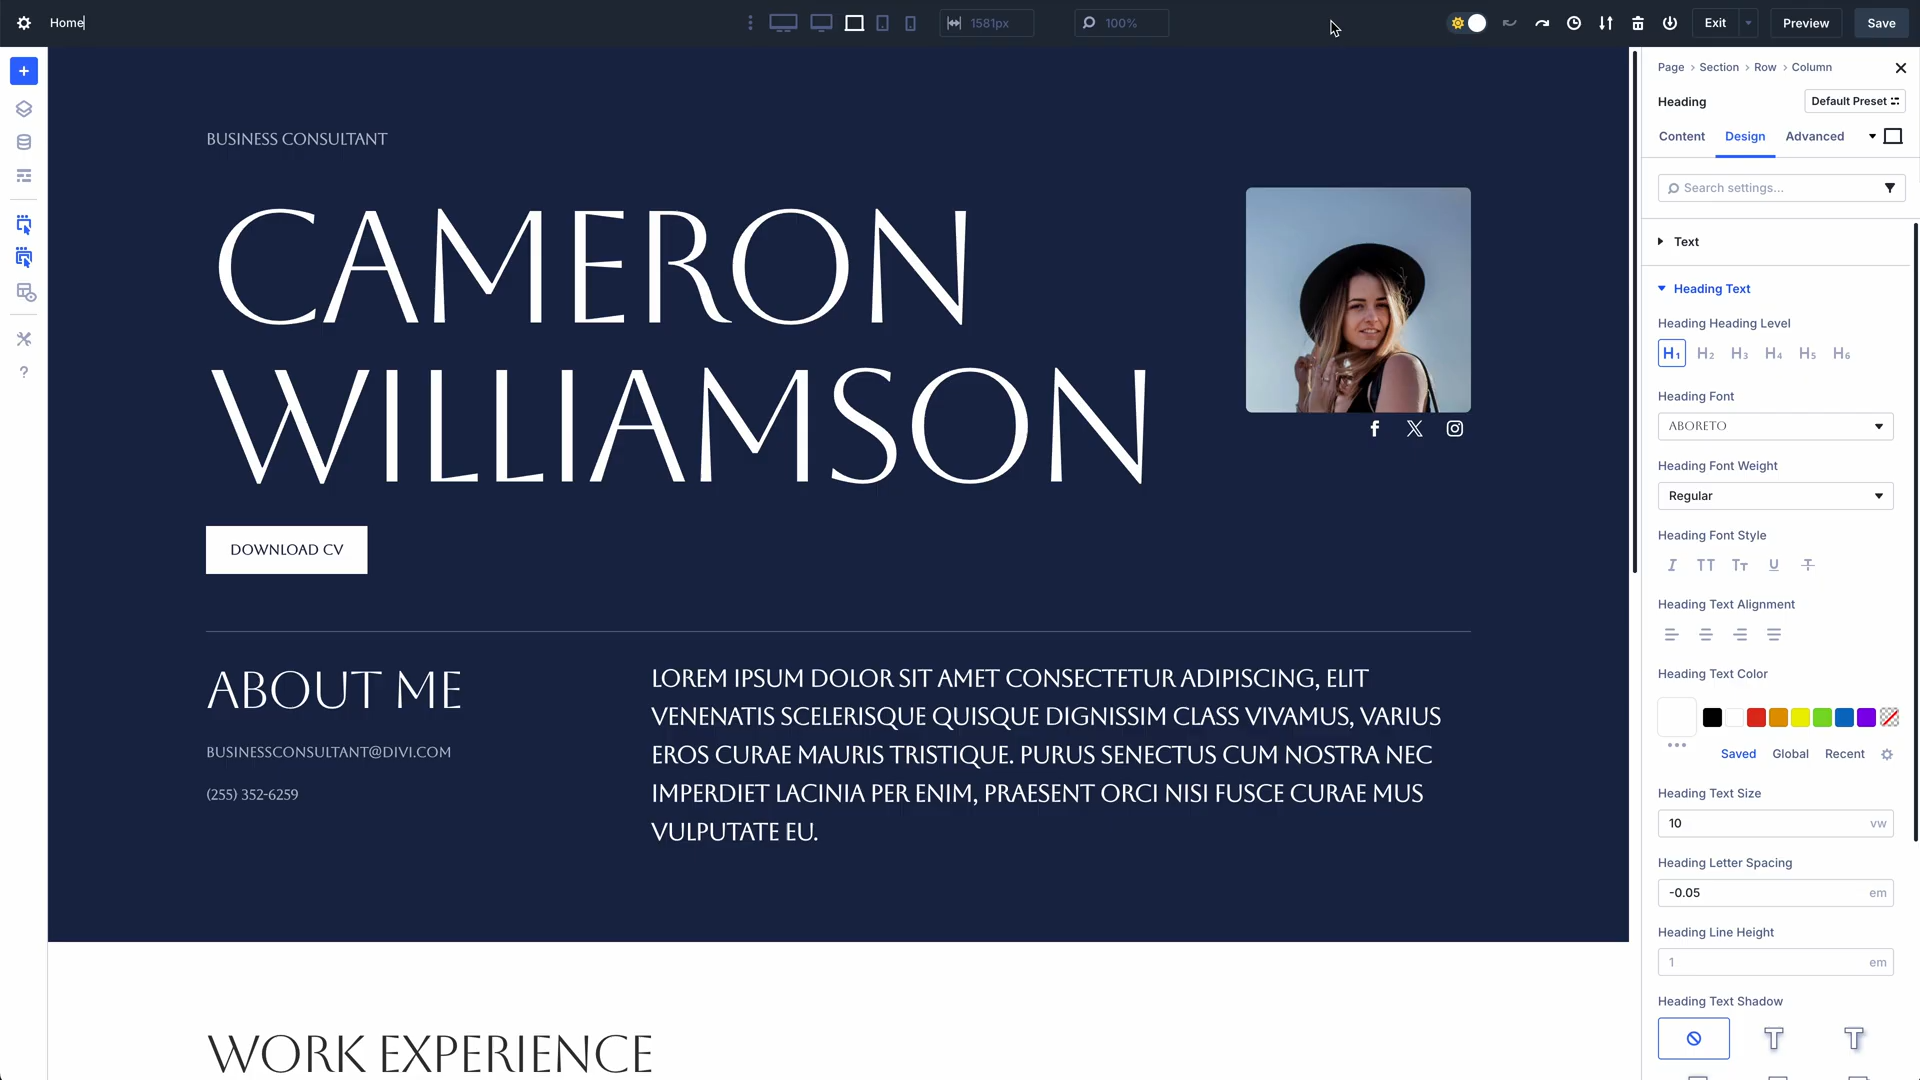 Home
1581px
100%
Exit
Preview
Save
Page › Section › Row › Column
Heading
Default Preset
Content
Design
Advanced
Search settings...
Text
Heading Text
Heading Heading Level
H1 H2 H3 H4 H5 H6
Heading Font
ABORETO
Heading Font Weight
Regular
Heading Font Style
I TT Tт U T
Heading Text Alignment
Heading Text Color
Saved Global Recent
Heading Text Size
10 vw
Heading Letter Spacing
-0.05 em
Heading Line Height
1 em
Heading Text Shadow
T T
BUSINESS CONSULTANT
CAMERON
WILLIAMSON
DOWNLOAD CV
ABOUT ME
BUSINESSCONSULTANT@DIVI.COM
(255) 352-6259
LOREM IPSUM DOLOR SIT AMET CONSECTETUR ADIPISCING, ELIT
VENENATIS SCELERISQUE QUISQUE DIGNISSIM CLASS VIVAMUS, VARIUS
EROS CURAE MAURIS TRISTIQUE. PURUS SENECTUS CUM NOSTRA NEC
IMPERDIET LACINIA PER ENIM, PRAESENT ORCI NISI FUSCE CURAE MUS
VULPUTATE EU.
WORK EXPERIENCE